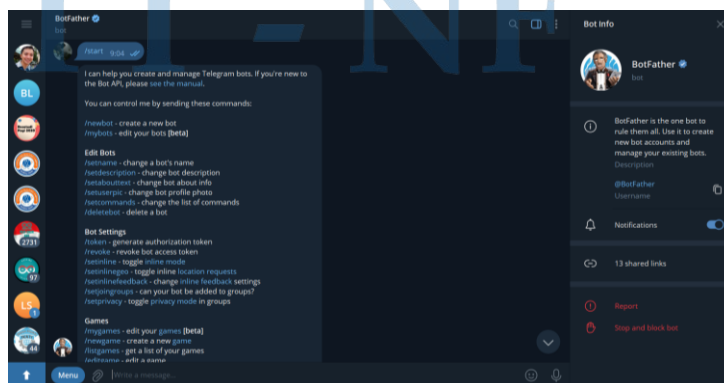 BotFather
bot
/start 9:04
I can help you create and manage Telegram bots. If you're new to
the Bot API, please see the manual.
You can control me by sending these commands:
/newbot - create a new bot
/mybots - edit your bots [beta]
Edit Bots
/setname - change a bot's name
/setdescription - change bot description
/setabouttext - change bot about info
/setuserpic - change bot profile photo
/setcommands - change the list of commands
/deletebot - delete a bot
Bot Settings
/token - generate authorization token
/revoke - revoke bot access token
/setinline - toggle inline mode
/setinlinegeo - toggle inline location requests
/setinlinefeedback - change inline feedback settings
/setjoingroups - can your bot be added to groups?
/setprivacy - toggle privacy mode in groups
Games
/mygames - edit your games [beta]
/newgame - create a new game
/listgames - get a list of your games
/editgame - edit a game
Menu
Write a message...
BL
2731
97
LS
1
44
Bot Info
BotFather
bot
BotFather is the one bot to
rule them all. Use it to create
new bot accounts and
manage your existing bots.
Description
@BotFather
Username
Notifications
13 shared links
Report
Stop and block bot